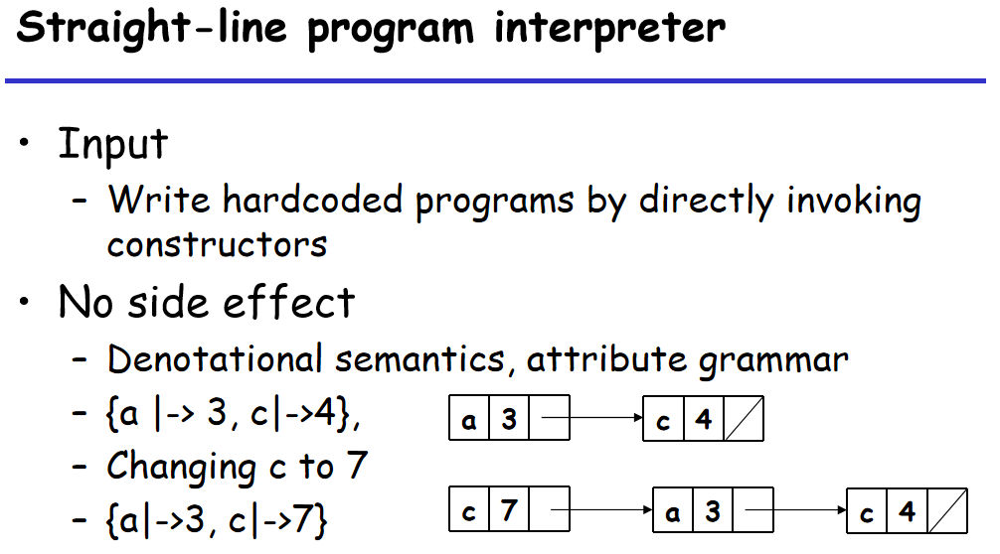 Straight-line program interpreter
• Input
– Write hardcoded programs by directly invoking
constructors
• No side effect
– Denotational semantics, attribute grammar
– {a |-> 3, c|->4},
a 3 c 4
– Changing c to 7
– {a|->3, c|->7}
c 7 a 3 c 4